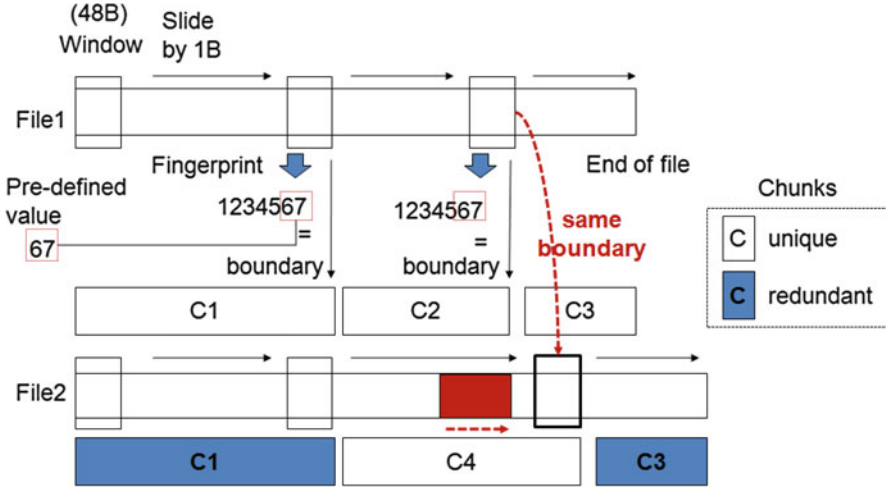 (48B)
Window
Slide
by 1B
File1
Fingerprint
End of file
Pre-defined
value
67
1234567
=
boundary
1234567
=
boundary
same
boundary
Chunks
C unique
C redundant
C1
C2
C3
File2
C1
C4
C3